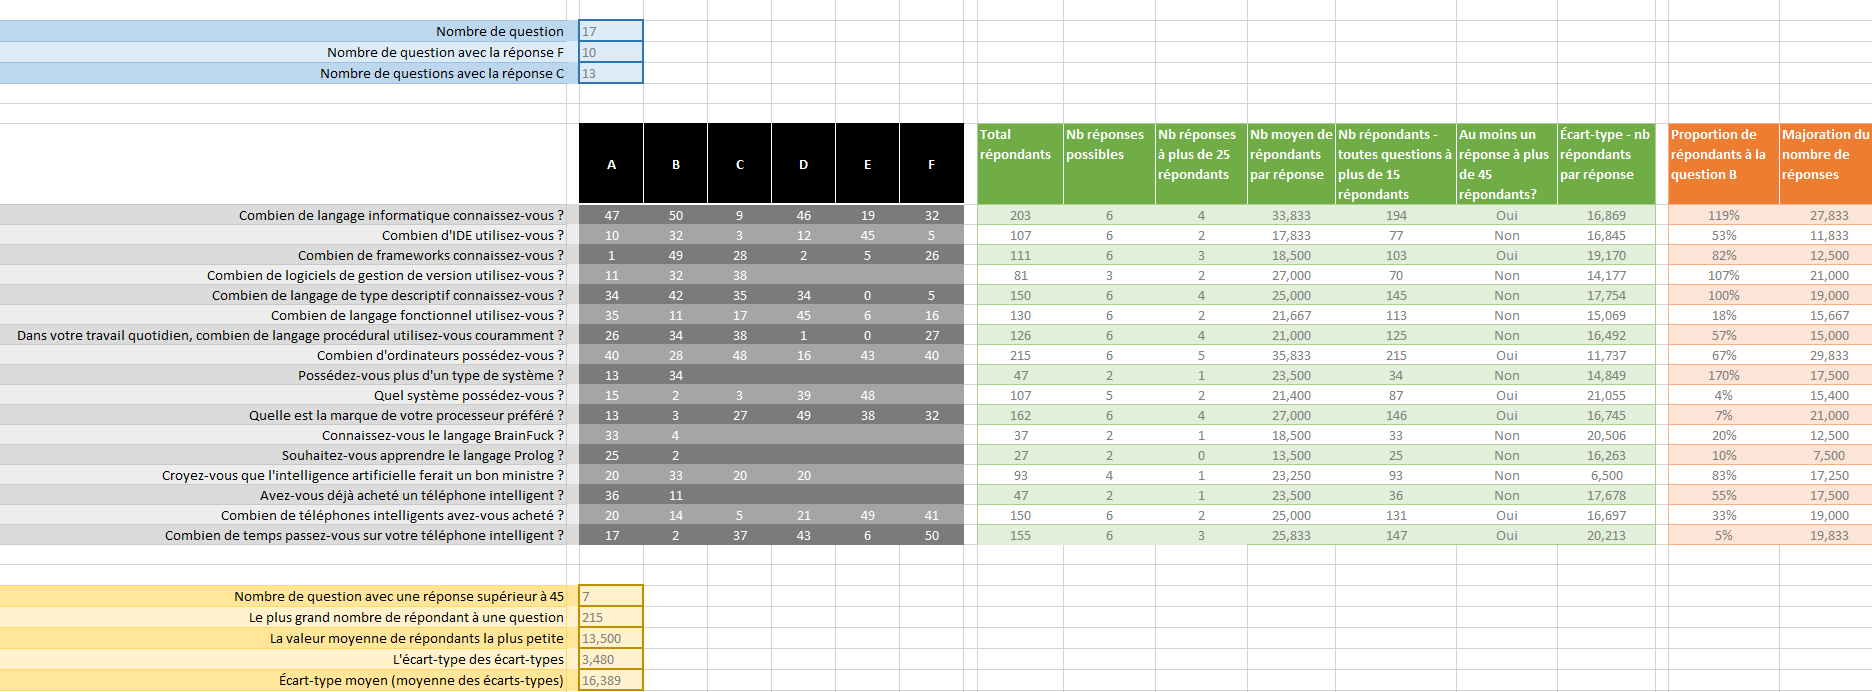 Nombre de question 17
Nombre de question avec la réponse F 10
Nombre de questions avec la réponse C 13
A B C D E F
Total répondants
Nb réponses possibles
Nb réponses à plus de 25 répondants
Nb moyen de répondants par réponse
Nb répondants - toutes questions à plus de 15 répondants
Au moins un réponse à plus de 45 répondants?
Écart-type - nb répondants par réponse
Proportion de répondants à la question B
Majoration du nombre de réponses
Combien de langage informatique connaissez-vous ? 47 50 9 46 19 32 203 6 4 33,833 194 Oui 16,869 119% 27,833
Combien d'IDE utilisez-vous ? 10 32 3 12 45 5 107 6 2 17,833 77 Non 16,845 53% 11,833
Combien de frameworks connaissez-vous ? 1 49 28 2 5 26 111 6 3 18,500 103 Oui 19,170 82% 12,500
Combien de logiciels de gestion de version utilisez-vous ? 11 32 38 81 3 2 27,000 70 Non 14,177 107% 21,000
Combien de langage de type descriptif connaissez-vous ? 34 42 35 34 0 5 150 6 4 25,000 145 Non 17,754 100% 19,000
Combien de langage fonctionnel utilisez-vous ? 35 11 17 45 6 16 130 6 2 21,667 113 Non 15,069 18% 15,667
Dans votre travail quotidien, combien de langage procédural utilisez-vous couramment ? 26 34 38 1 0 27 126 6 4 21,000 125 Non 16,492 57% 15,000
Combien d'ordinateurs possédez-vous ? 40 28 48 16 43 40 215 6 5 35,833 215 Oui 11,737 67% 29,833
Possédez-vous plus d'un type de système ? 13 34 47 2 1 23,500 34 Non 14,849 170% 17,500
Quel système possédez-vous ? 15 2 3 39 48 107 5 2 21,400 87 Oui 21,055 4% 15,400
Quelle est la marque de votre processeur préféré ? 13 3 27 49 38 32 162 6 4 27,000 146 Oui 16,745 7% 21,000
Connaissez-vous le langage BrainFuck ? 33 4 37 2 1 18,500 33 Non 20,506 20% 12,500
Souhaitez-vous apprendre le langage Prolog ? 25 2 27 2 0 13,500 25 Non 16,263 10% 7,500
Croyez-vous que l'intelligence artificielle ferait un bon ministre ? 20 33 20 20 93 4 1 23,250 93 Non 6,500 83% 17,250
Avez-vous déjà acheté un téléphone intelligent ? 36 11 47 2 1 23,500 36 Non 17,678 55% 17,500
Combien de téléphones intelligents avez-vous acheté ? 20 14 5 21 49 41 150 6 2 25,000 131 Oui 16,697 33% 19,000
Combien de temps passez-vous sur votre téléphone intelligent ? 17 2 37 43 6 50 155 6 3 25,833 147 Oui 20,213 5% 19,833
Nombre de question avec une réponse supérieur à 45 7
Le plus grand nombre de répondant à une question 215
La valeur moyenne de répondants la plus petite 13,500
L'écart-type des écart-types 3,480
Écart-type moyen (moyenne des écarts-types) 16,389